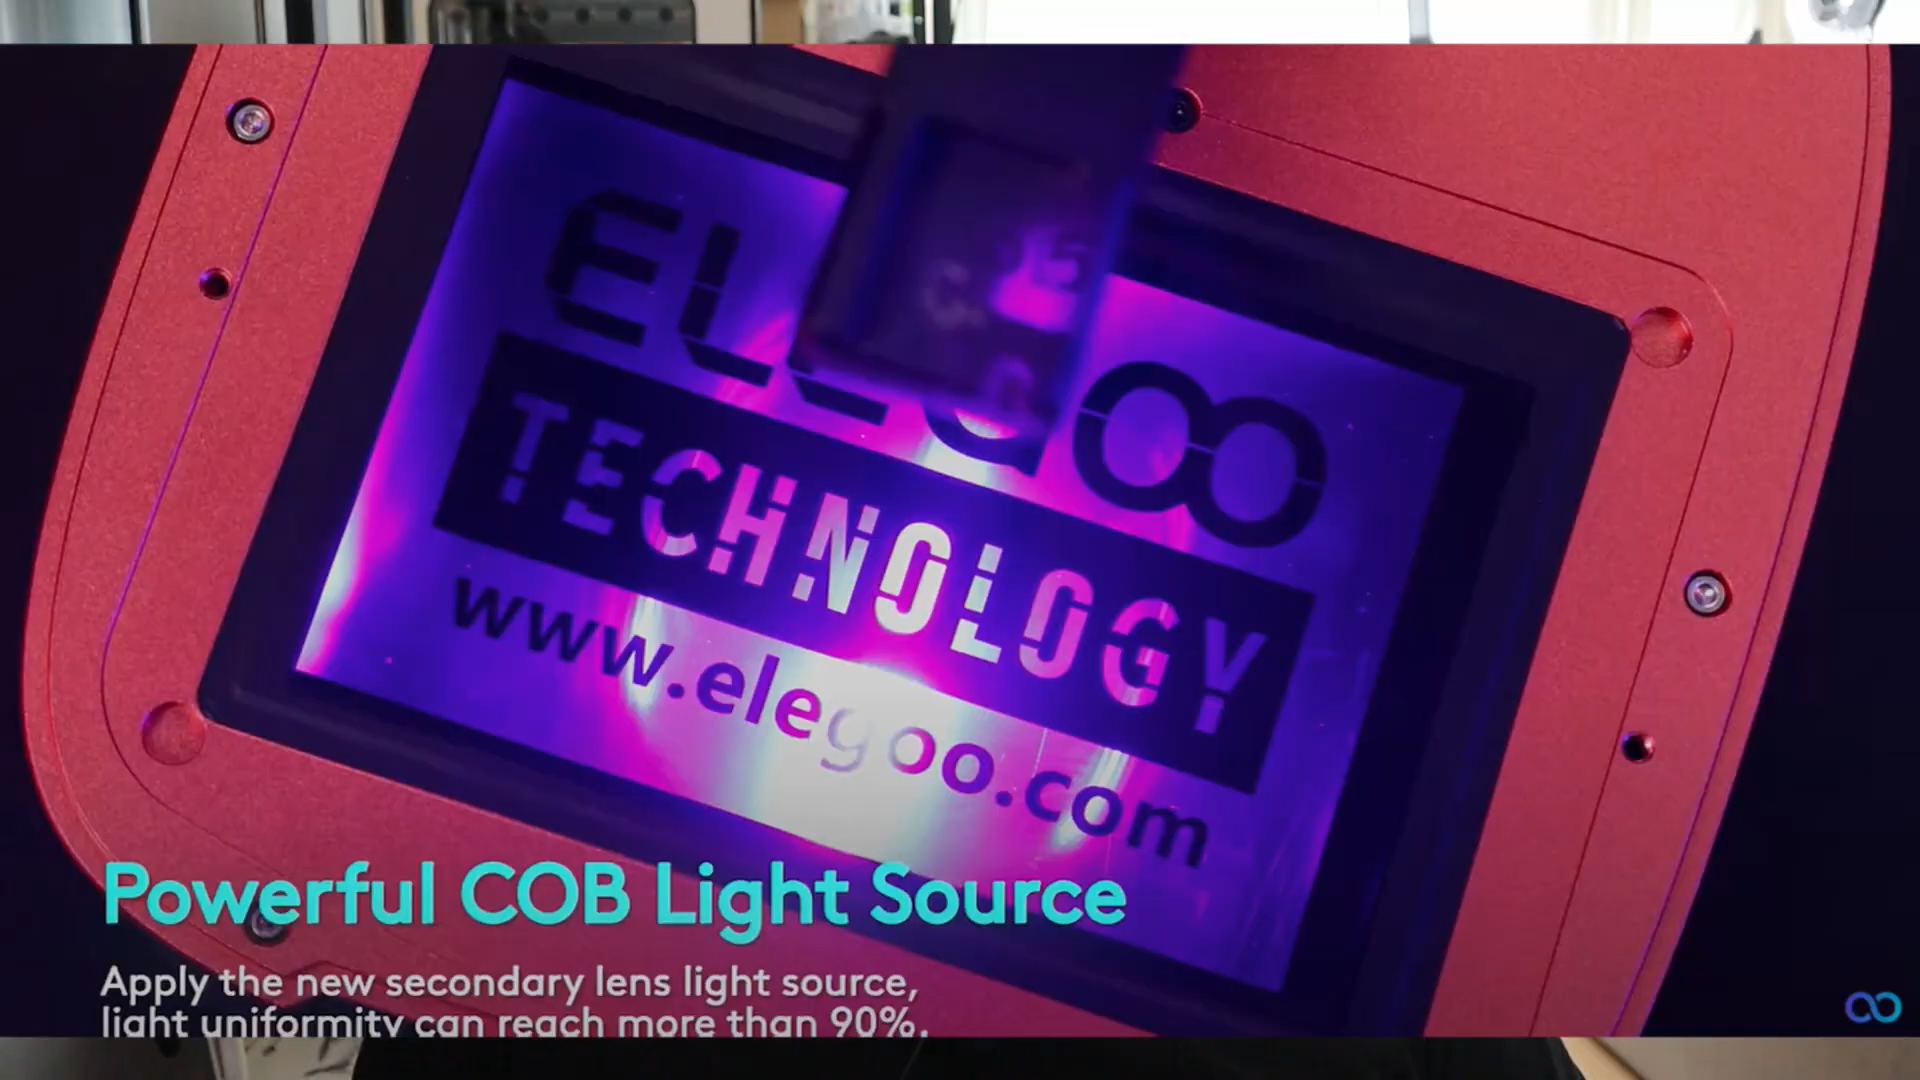 ELEGOO
TECHNOLOGY
www.elegoo.com
Powerful COB Light Source
Apply the new secondary lens light source,
light uniformity can reach more than 90%.